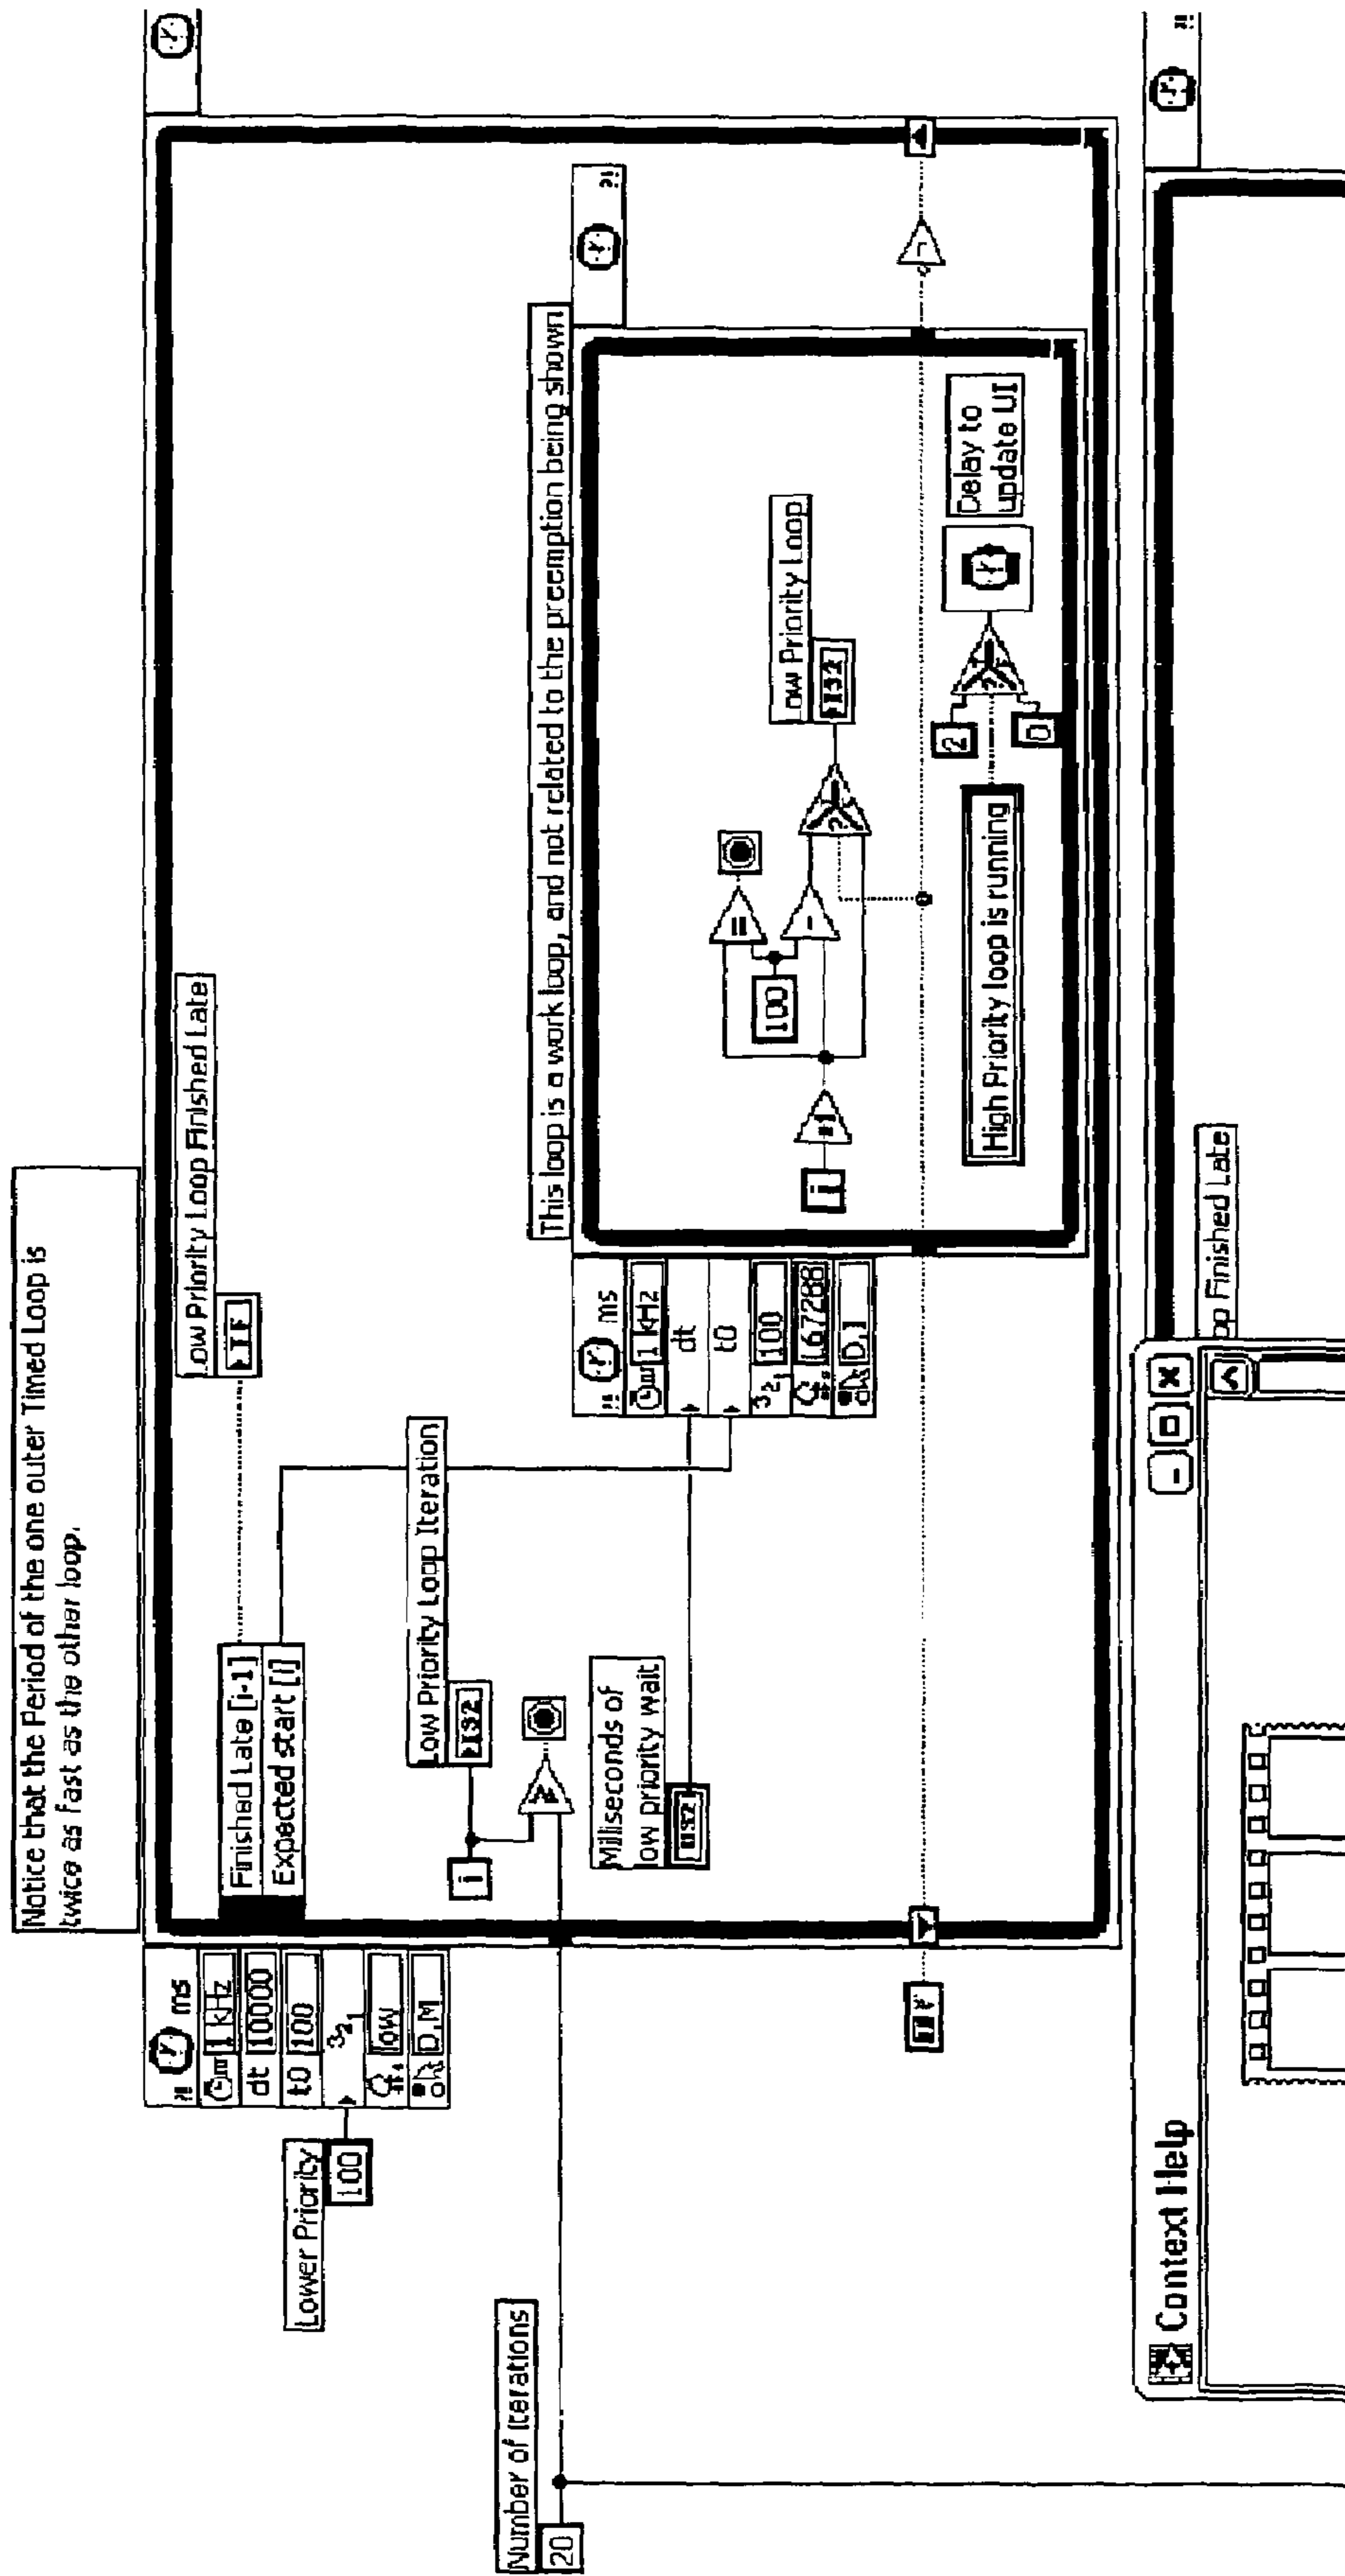 Notice that the Period of the one outer Timed Loop is
twice as fast as the other loop.
Low Priority Loop Finished Late
Finished Late [i-1]
Expected start [i]
ms
1 kHz
dt 10000
t0 100
low
D,M
Lower Priority
100
Low Priority Loop Iteration
I32
i
Number of iterations
20
Milliseconds of
low priority wait
U32
This loop is a work loop, and not related to the preemption being shown
ms
1 kHz
dt
t0
100
D,I
i
+1
100
Low Priority Loop
I32
High Priority loop is running
2
0
Delay to
update UI
Context Help
op Finished Late